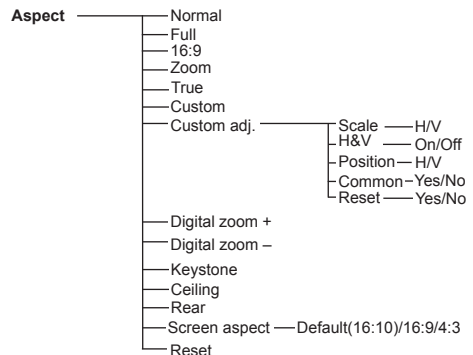 Aspect
Normal
Full
16:9
Zoom
True
Custom
Custom adj.
Scale H/V
H&V On/Off
Position H/V
Common Yes/No
Reset Yes/No
Digital zoom +
Digital zoom –
Keystone
Ceiling
Rear
Screen aspect Default(16:10)/16:9/4:3
Reset